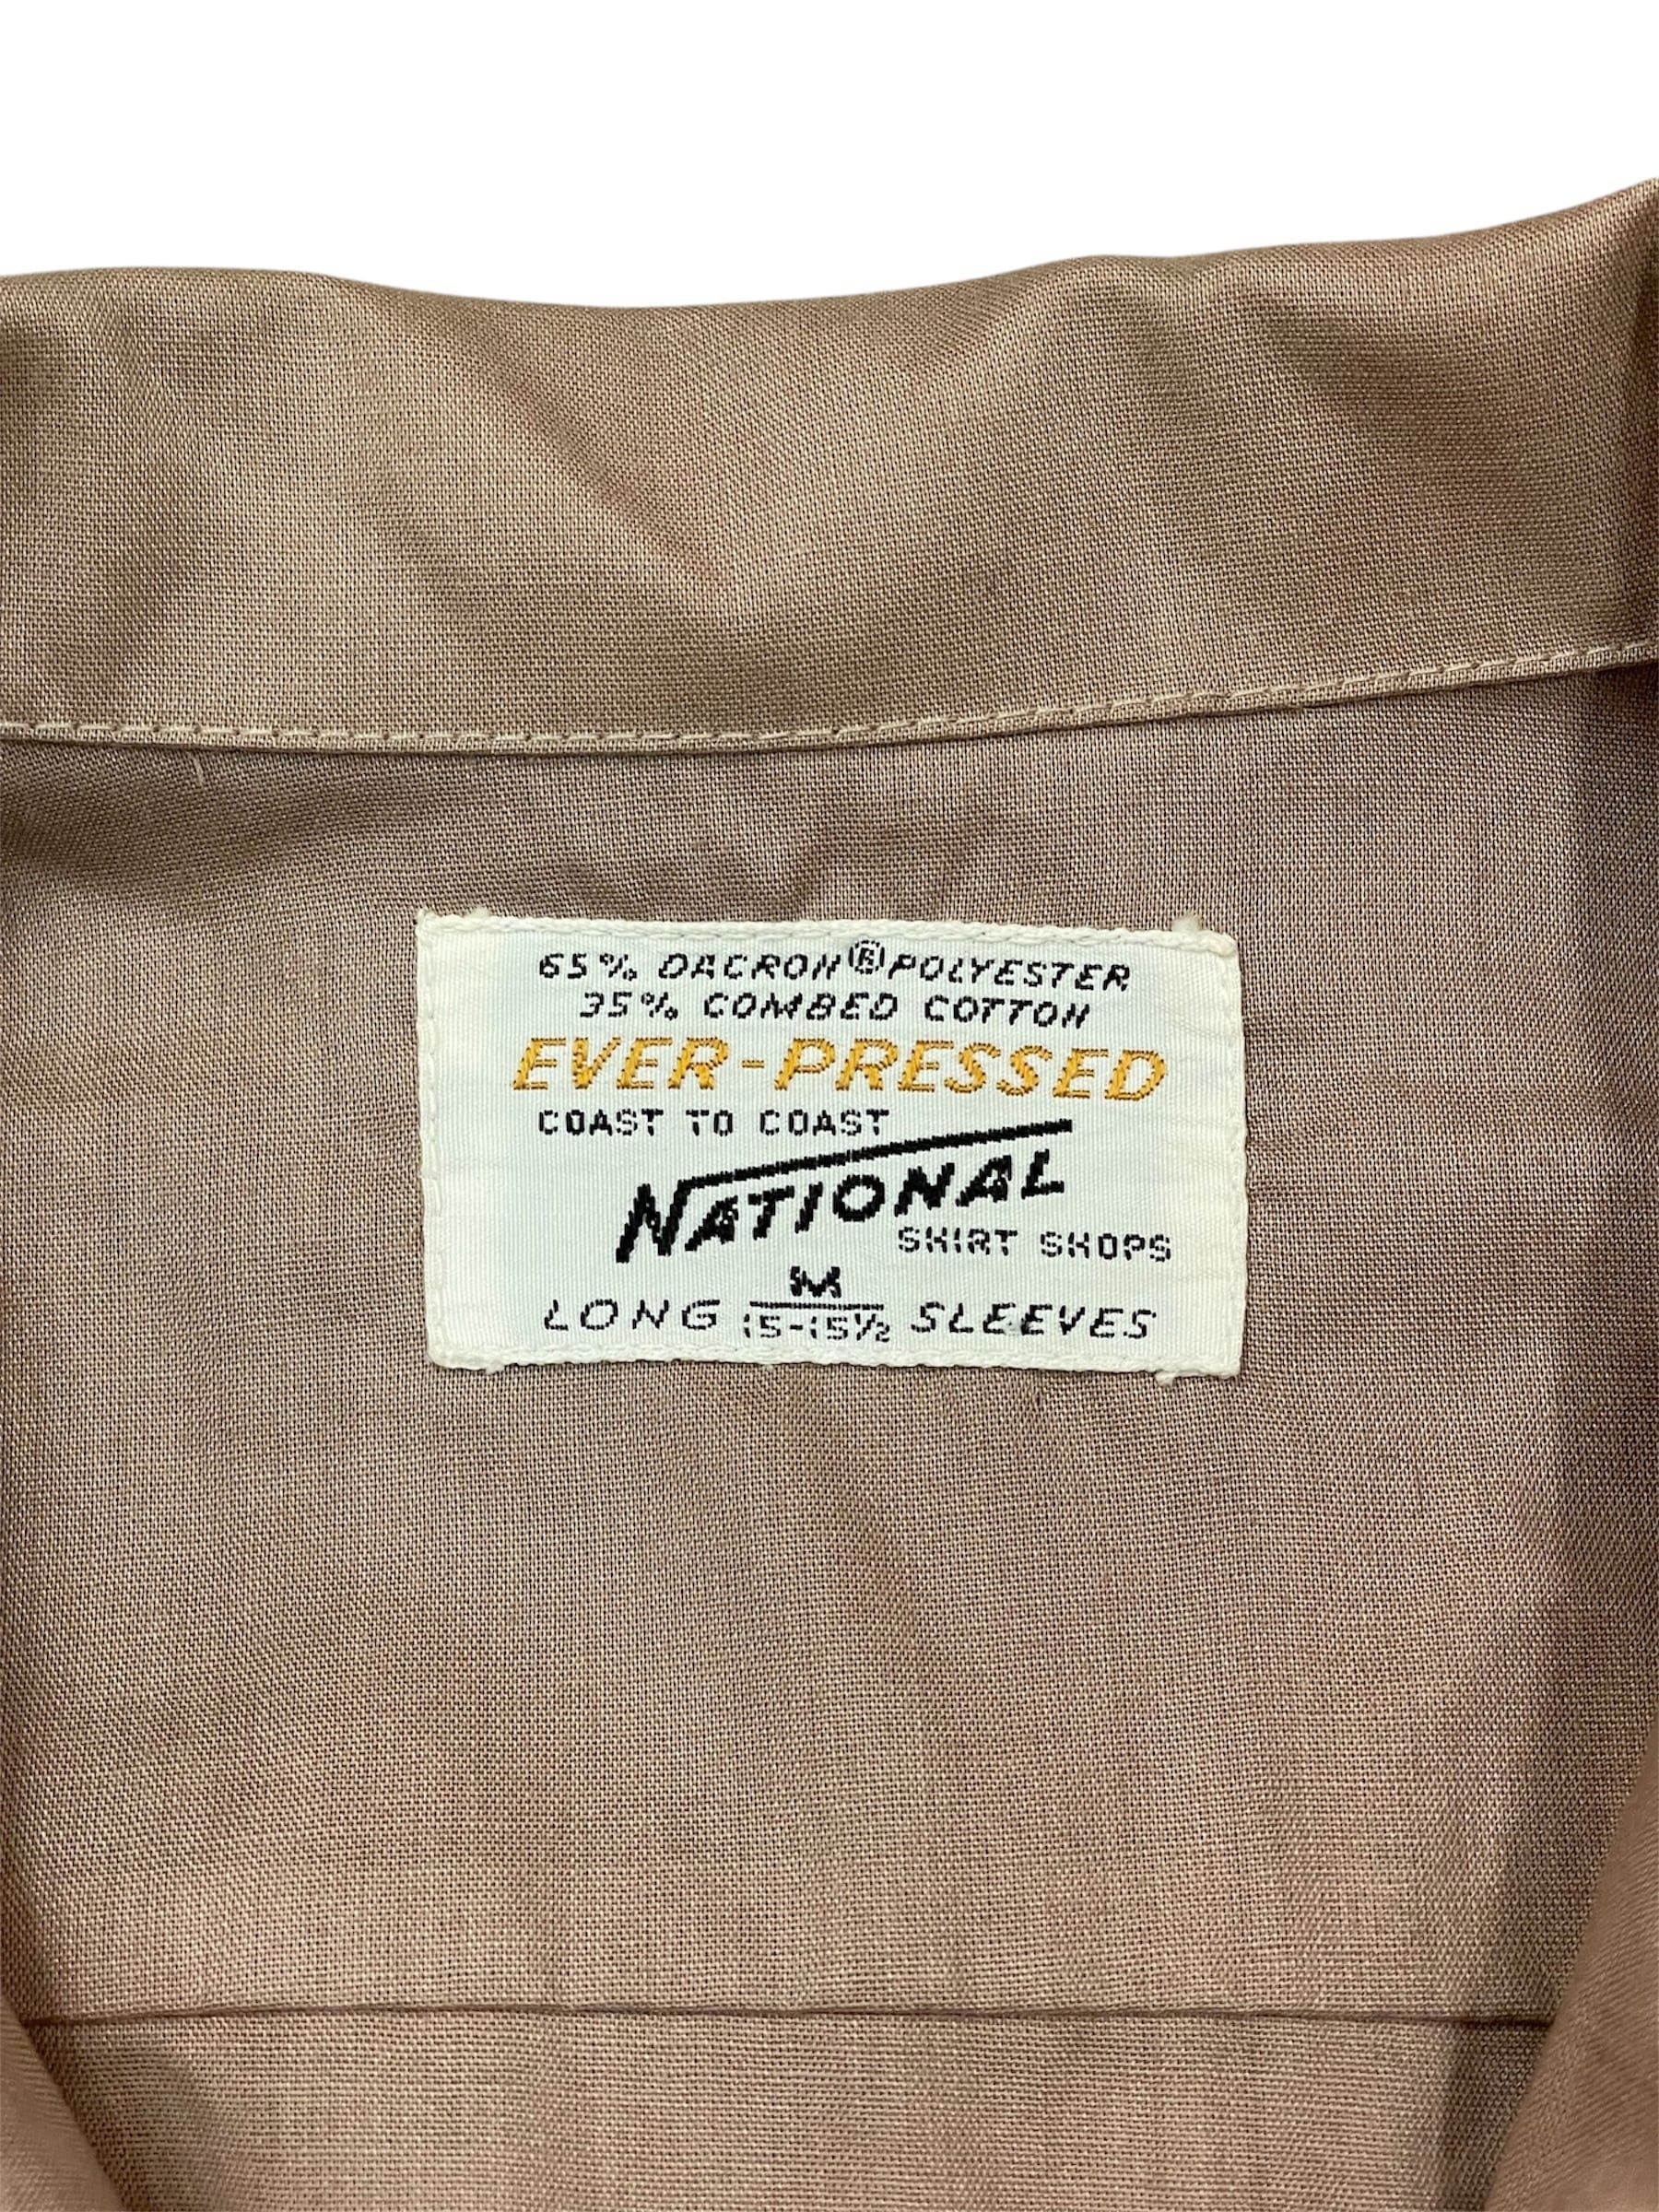 65% DACRON®POLYESTER
35% COMBED COTTON
EVER-PRESSED
COAST TO COAST
NATIONAL
SHIRT SHOPS
LONG M 15-15½ SLEEVES